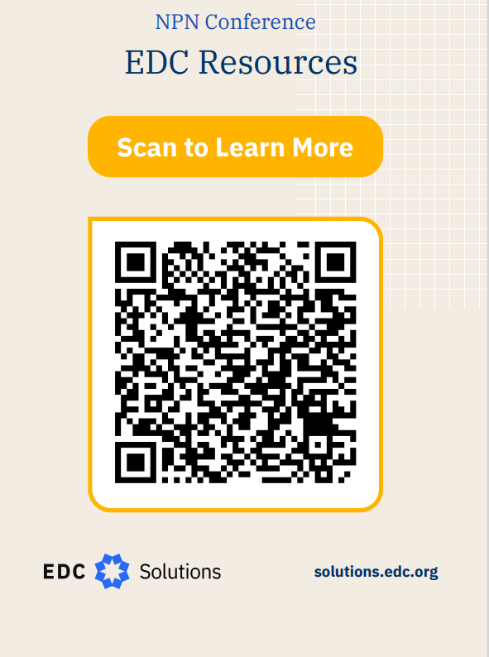 NPN Conference
EDC Resources
Scan to Learn More
EDC Solutions
solutions.edc.org